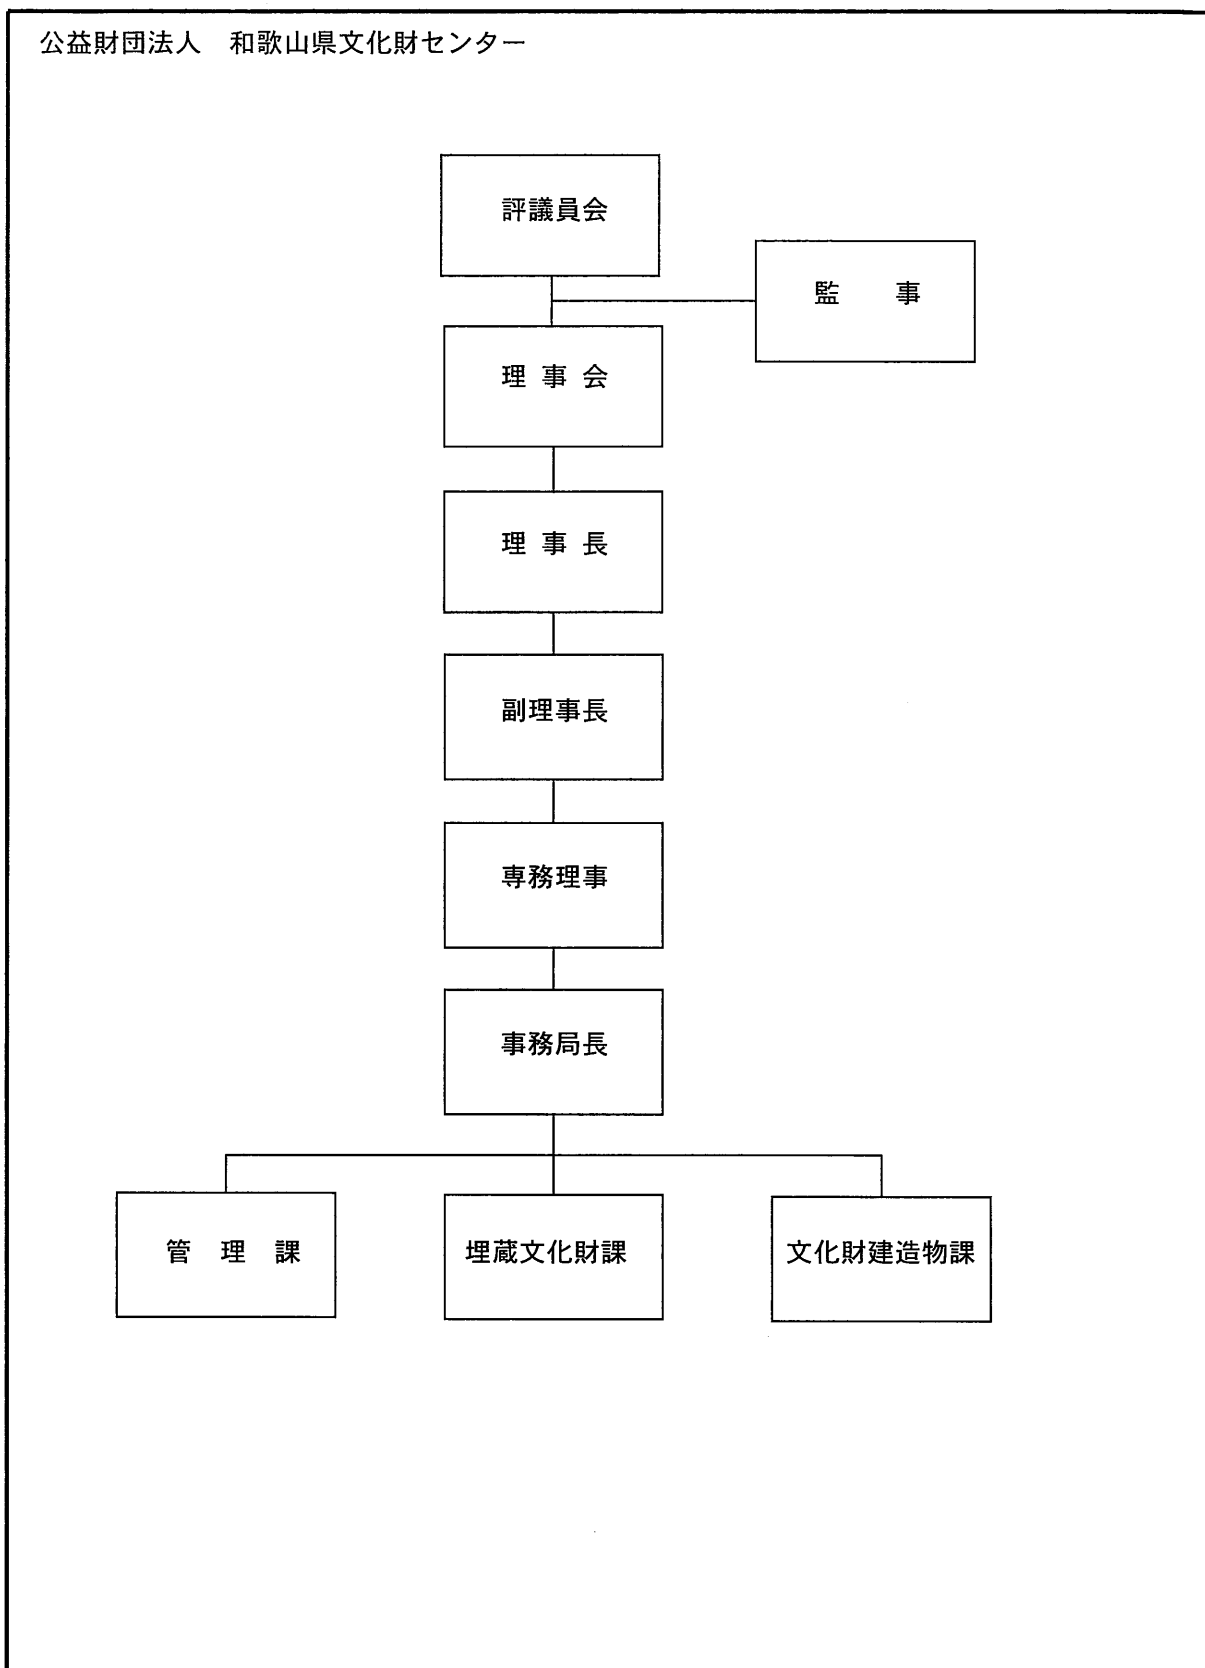 公益財団法人　和歌山県文化財センター
評議員会
監　　事
理 事 会
理 事 長
副理事長
専務理事
事務局長
管　理　課
埋蔵文化財課
文化財建造物課